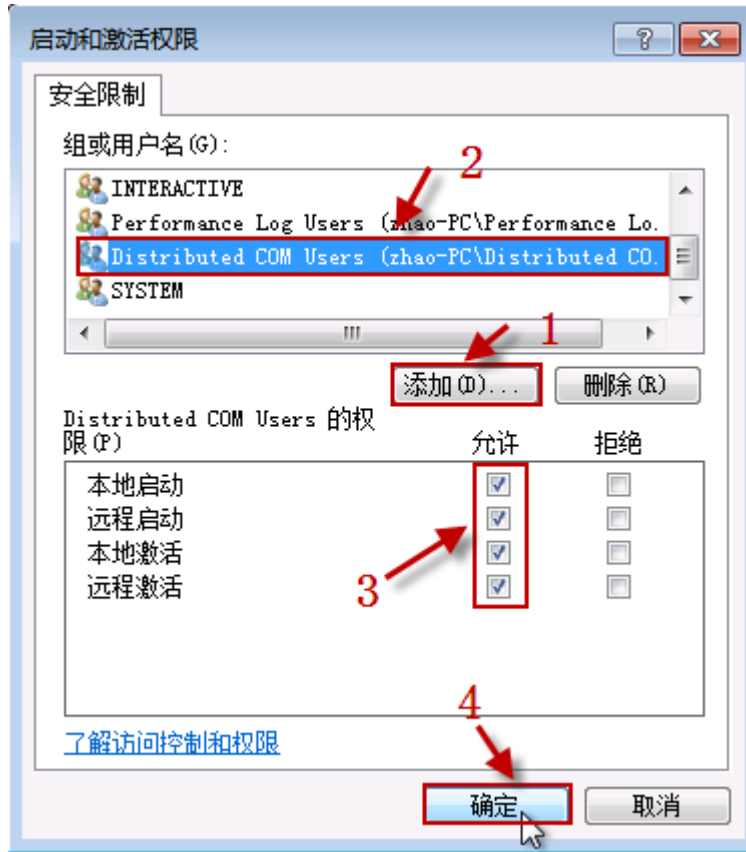 启动和激活权限
安全限制
组或用户名(G):
2
INTERACTIVE
Performance Log Users (zhao-PC\Performance Lo.
Distributed COM Users (zhao-PC\Distributed CO.
SYSTEM
1
添加(D)... 删除(R)
Distributed COM Users 的权
限(P) 允许 拒绝
本地启动
远程启动
本地激活
远程激活
3
4
了解访问控制和权限
确定 取消